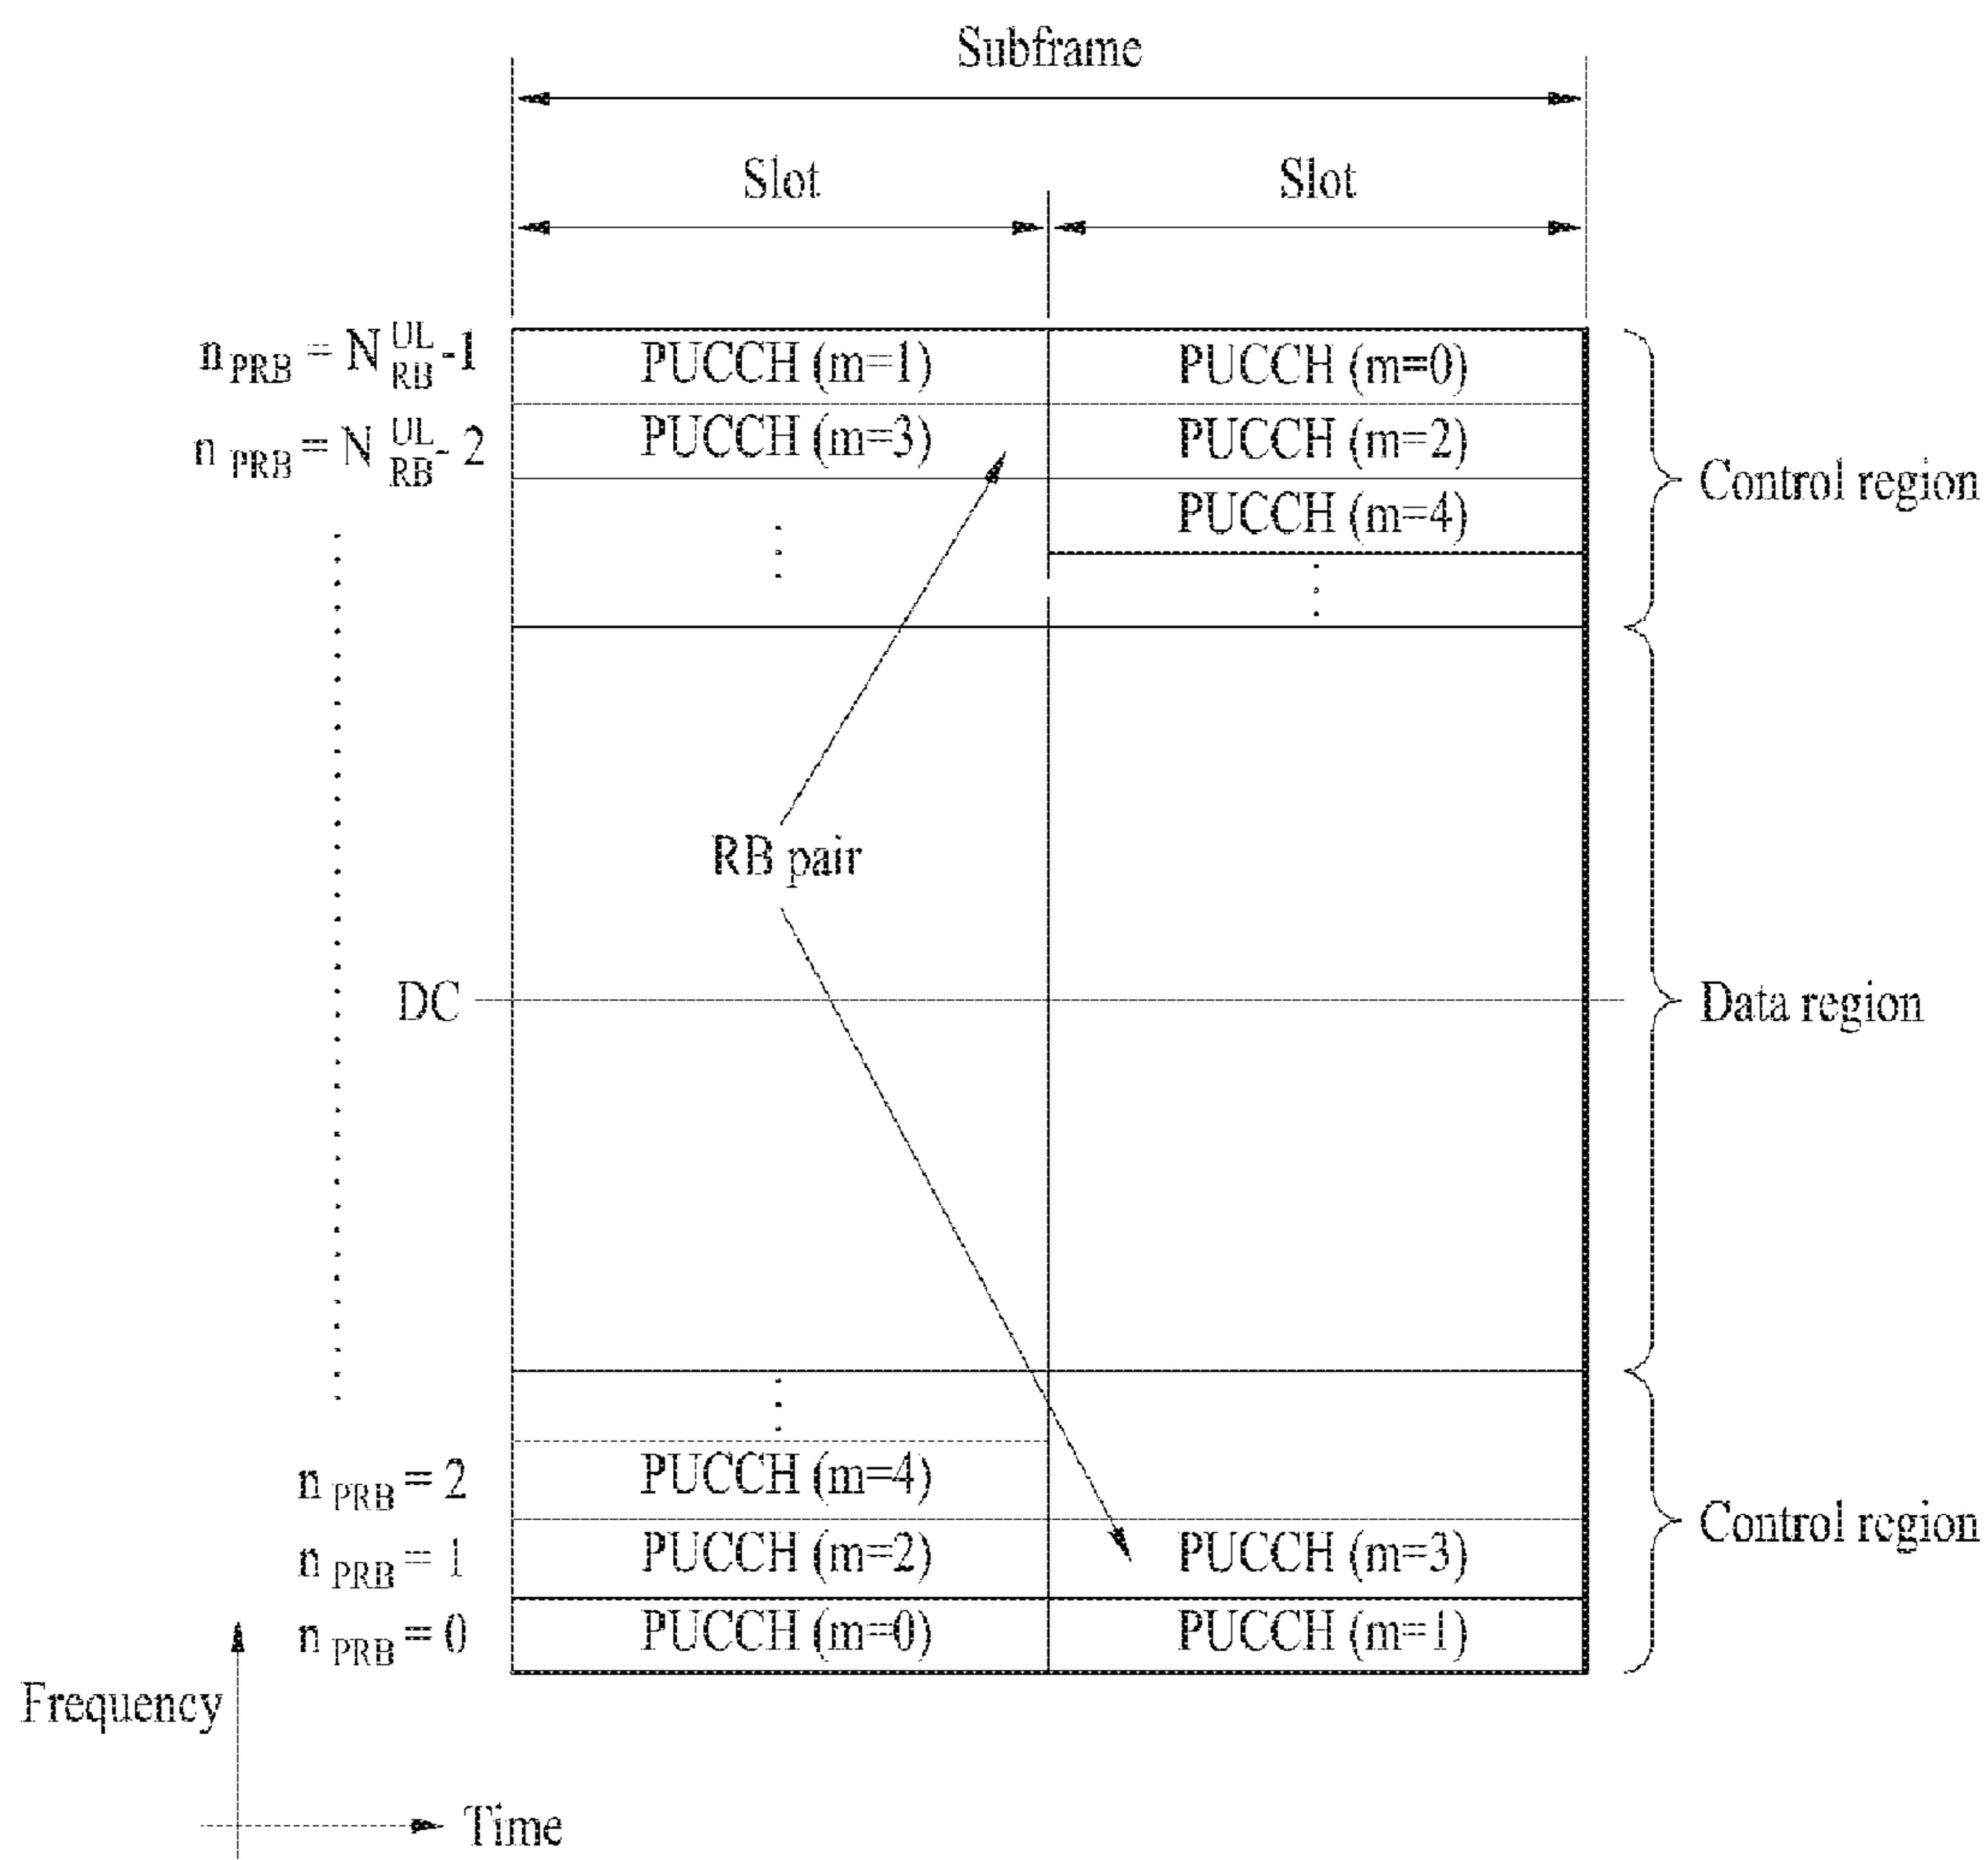 Subframe
Slot Slot
n PRB = N UL RB -1 PUCCH (m=1) PUCCH (m=0)
n PRB = N UL RB - 2 PUCCH (m=3) PUCCH (m=2)
Control region
PUCCH (m=4)
RB pair
DC Data region
n PRB = 2 PUCCH (m=4)
Control region
n PRB = 1 PUCCH (m=2) PUCCH (m=3)
n PRB = 0 PUCCH (m=0) PUCCH (m=1)
Frequency
Time